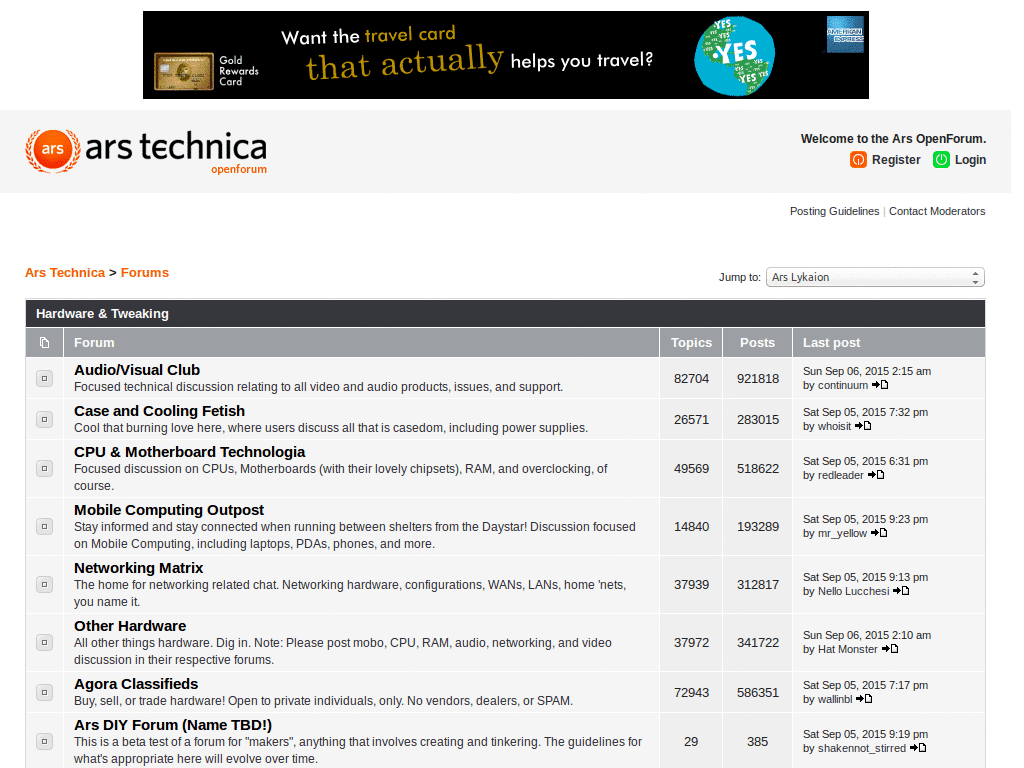 Want the travel card
that actually helps you travel?
Gold
Rewards
Card
YES
YES
YES
YES
AMERICAN
EXPRESS
ars
ars technica
openforum
Welcome to the Ars OpenForum.
Register Login
Posting Guidelines | Contact Moderators
Ars Technica > Forums
Jump to: Ars Lykaion
Hardware & Tweaking
Forum Topics Posts Last post
Audio/Visual Club
Focused technical discussion relating to all video and audio products, issues, and support.
82704 921818
Sun Sep 06, 2015 2:15 am
by continuum
Case and Cooling Fetish
Cool that burning love here, where users discuss all that is casedom, including power supplies.
26571 283015
Sat Sep 05, 2015 7:32 pm
by whoisit
CPU & Motherboard Technologia
Focused discussion on CPUs, Motherboards (with their lovely chipsets), RAM, and overclocking, of
course.
49569 518622
Sat Sep 05, 2015 6:31 pm
by redleader
Mobile Computing Outpost
Stay informed and stay connected when running between shelters from the Daystar! Discussion focused
on Mobile Computing, including laptops, PDAs, phones, and more.
14840 193289
Sat Sep 05, 2015 9:23 pm
by mr_yellow
Networking Matrix
The home for networking related chat. Networking hardware, configurations, WANs, LANs, home 'nets,
you name it.
37939 312817
Sat Sep 05, 2015 9:13 pm
by Nello Lucchesi
Other Hardware
All other things hardware. Dig in. Note: Please post mobo, CPU, RAM, audio, networking, and video
discussion in their respective forums.
37972 341722
Sun Sep 06, 2015 2:10 am
by Hat Monster
Agora Classifieds
Buy, sell, or trade hardware! Open to private individuals, only. No vendors, dealers, or SPAM.
72943 586351
Sat Sep 05, 2015 7:17 pm
by wallinbl
Ars DIY Forum (Name TBD!)
This is a beta test of a forum for "makers", anything that involves creating and tinkering. The guidelines for
what's appropriate here will evolve over time.
29 385
Sat Sep 05, 2015 9:19 pm
by shakennot_stirred